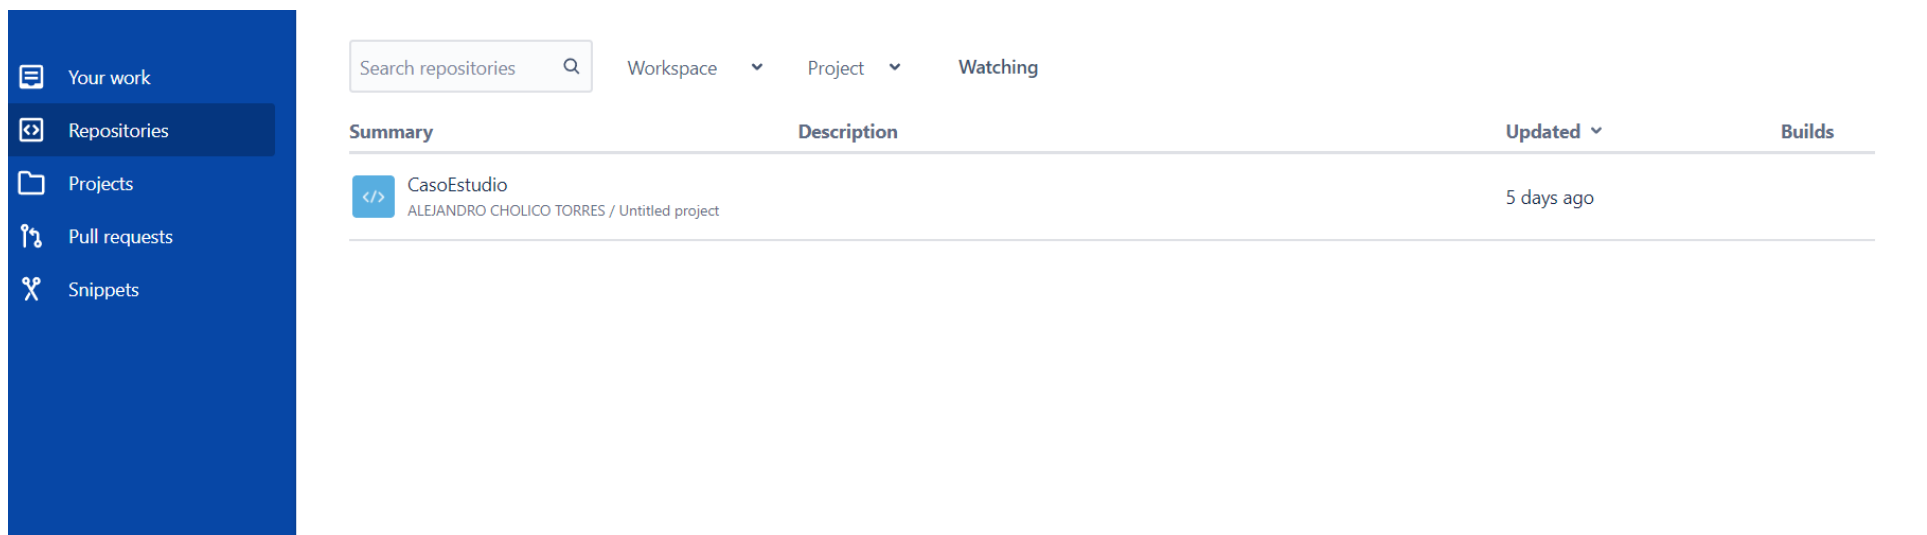 Your work
Repositories
Projects
Pull requests
Snippets
Search repositories Workspace Project Watching
Summary Description Updated Builds
CasoEstudio
ALEJANDRO CHOLICO TORRES / Untitled project
5 days ago